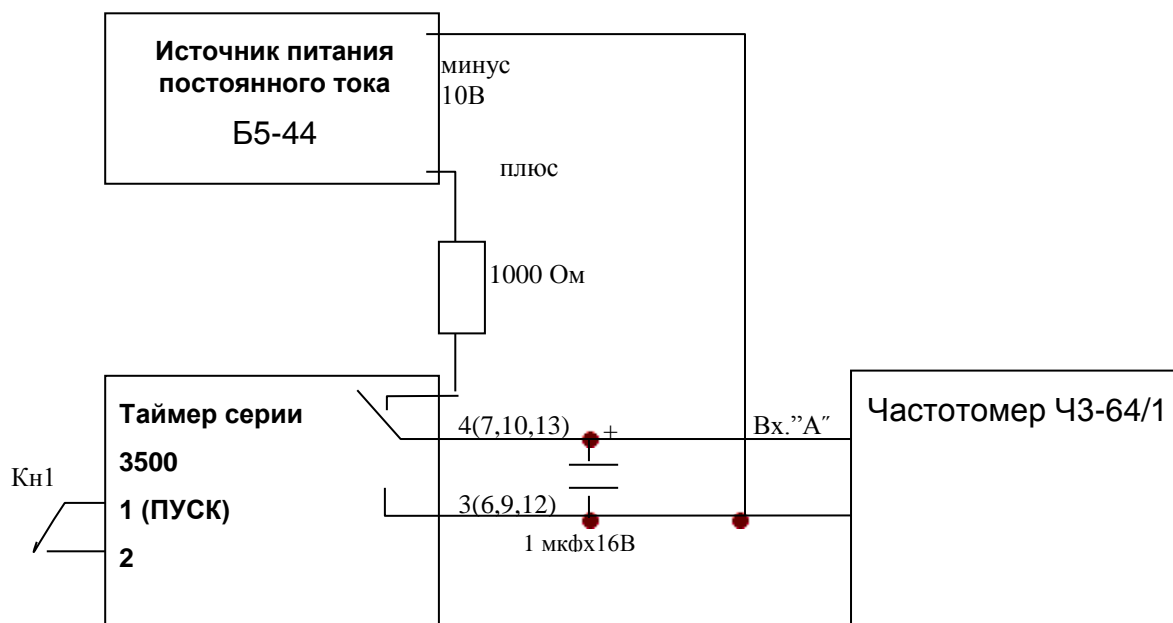 Источник питания
постоянного тока
Б5-44
минус
10В
плюс
1000 Ом
Таймер серии
3500
1 (ПУСК)
2
Кн1
4(7,10,13)
+
3(6,9,12)
1 мкфх16В
Вх.”А″
Частотомер Ч3-64/1